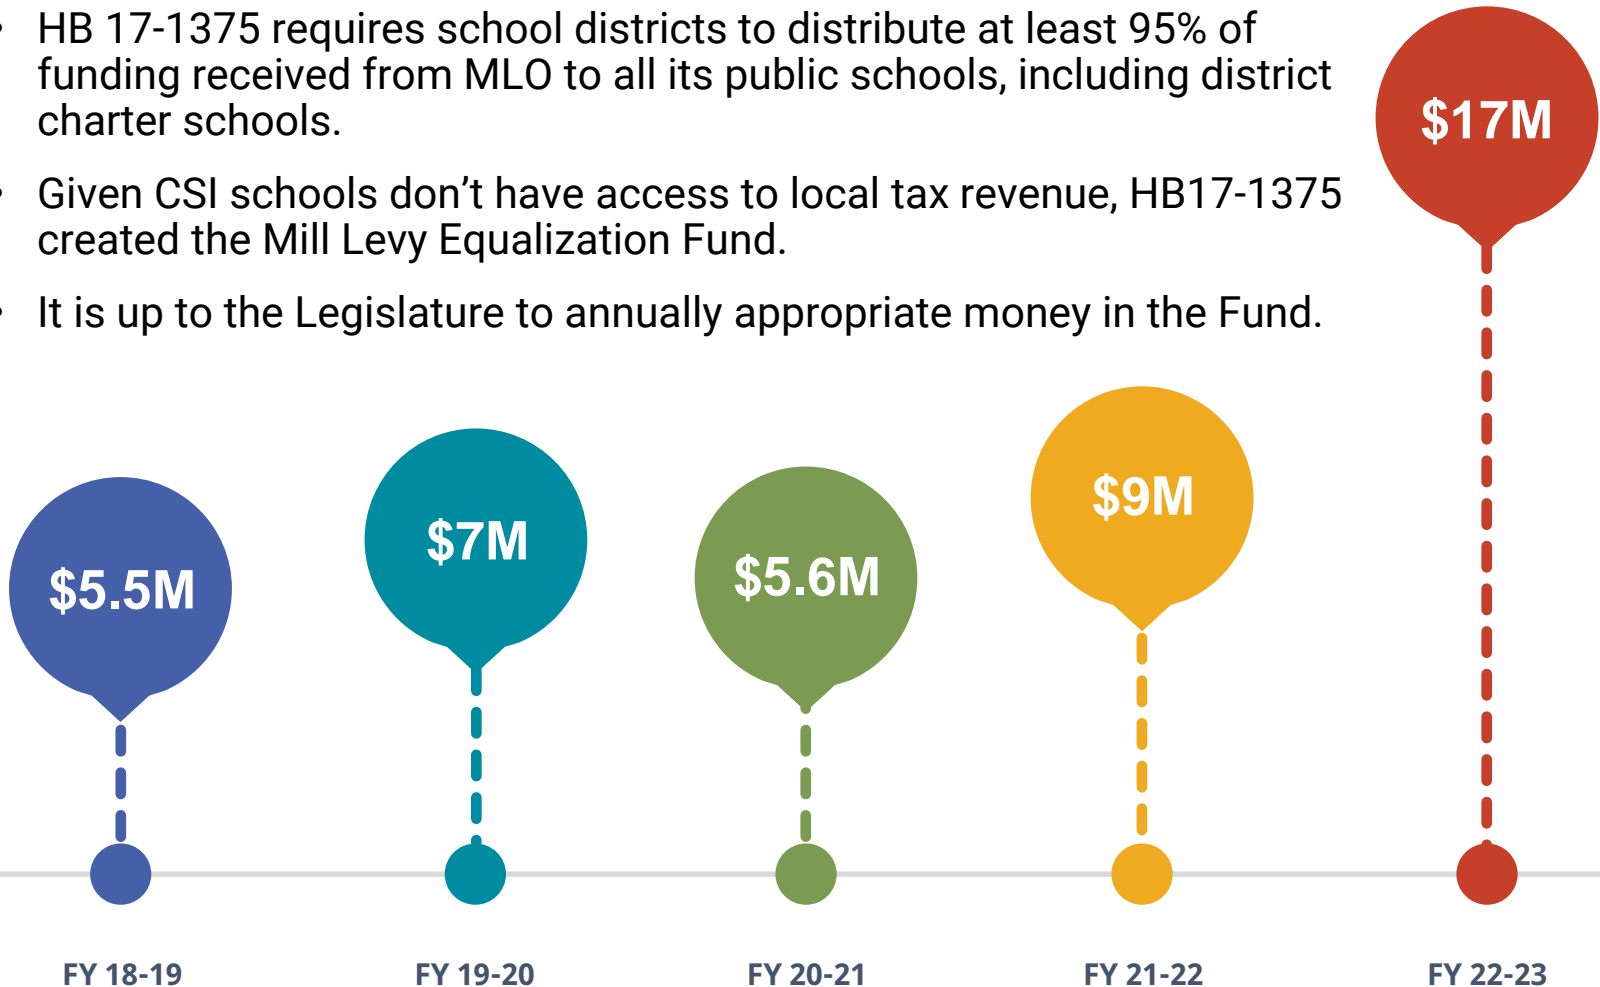 • HB 17-1375 requires school districts to distribute at least 95% of
funding received from MLO to all its public schools, including district
charter schools.
• Given CSI schools don’t have access to local tax revenue, HB17-1375
created the Mill Levy Equalization Fund.
• It is up to the Legislature to annually appropriate money in the Fund.
$5.5M
$7M
$5.6M
$9M
$17M
FY 18-19
FY 19-20
FY 20-21
FY 21-22
FY 22-23